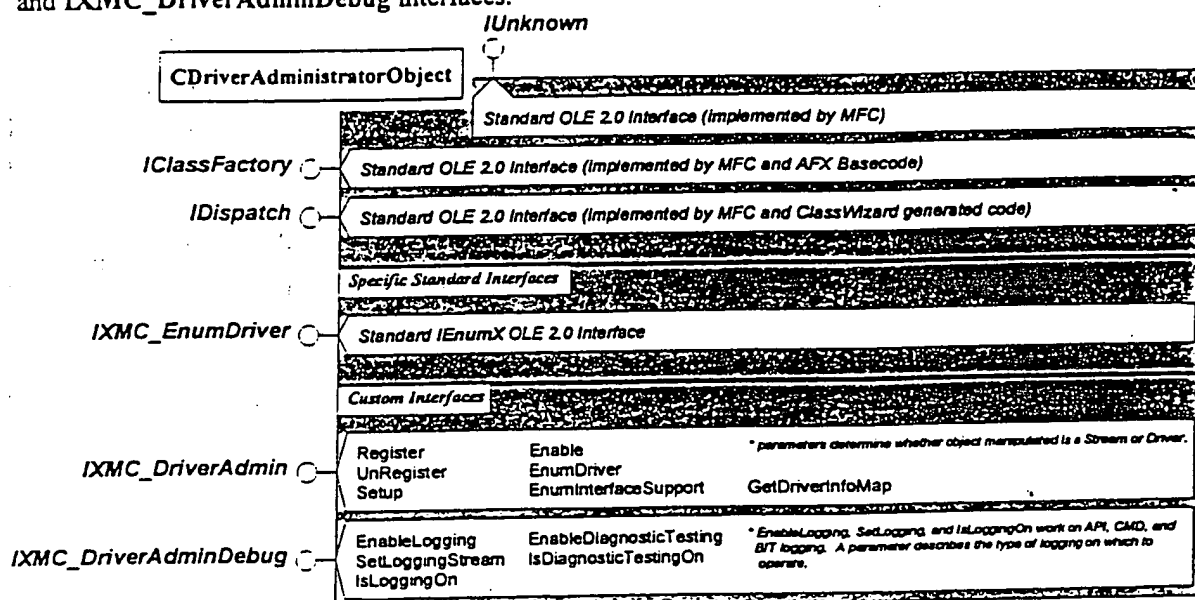 and IXMC_DriverAdminDebug interfaces.
IUnknown
CDriverAdministratorObject
Standard OLE 2.0 Interface (implemented by MFC)
IClassFactory
Standard OLE 2.0 Interface (implemented by MFC and AFX Basecode)
IDispatch
Standard OLE 2.0 Interface (implemented by MFC and ClassWizard generated code)
Specific Standard Interfaces
IXMC_EnumDriver
Standard IEnumX OLE 2.0 Interface
Custom Interfaces
IXMC_DriverAdmin
Register Enable * parameters determine whether object manipulated is a Stream or Driver.
UnRegister EnumDriver
Setup EnumInterfaceSupport GetDriverInfoMap
IXMC_DriverAdminDebug
EnableLogging EnableDiagnosticTesting * EnableLogging, SetLogging, and IsLoggingOn work on API, CMD, and
SetLoggingStream IsDiagnosticTestingOn BIT logging. A parameter describes the type of logging on which to
IsLoggingOn operate.